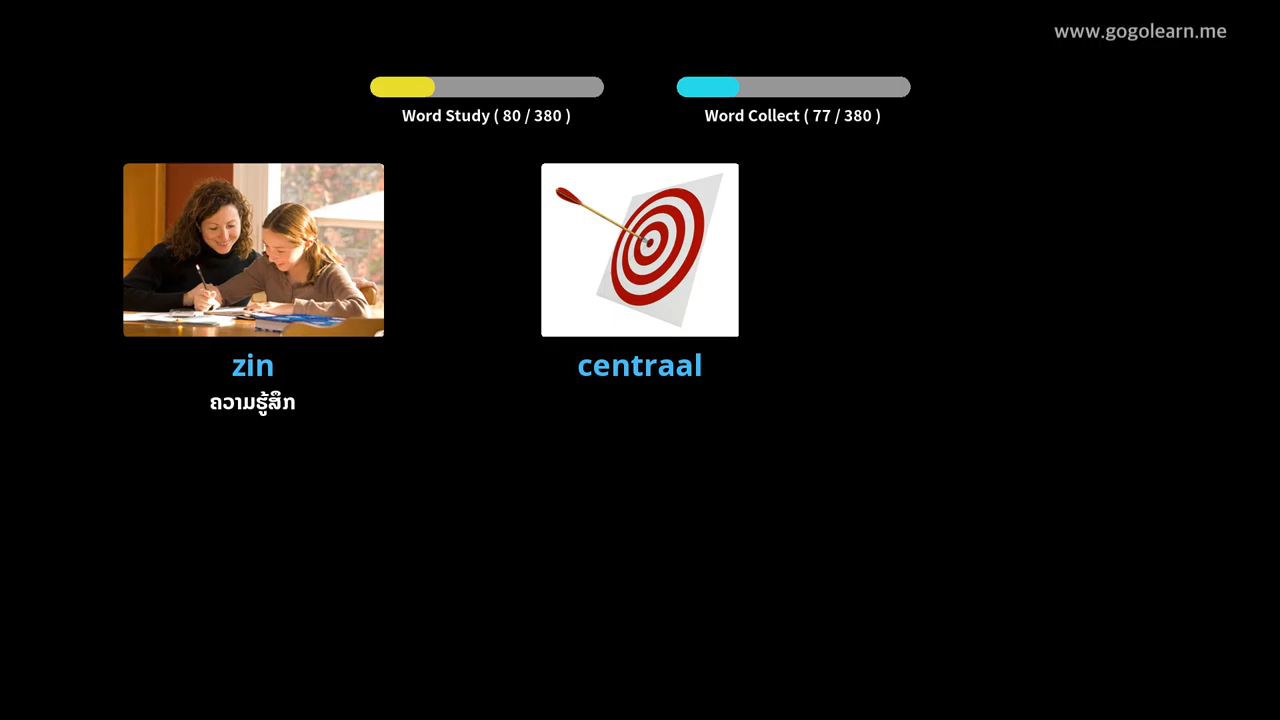 www.gogolearn.me
Word Study ( 80 / 380 )
Word Collect ( 77 / 380 )
zin
ຄວາມຮູ້ສຶກ
centraal